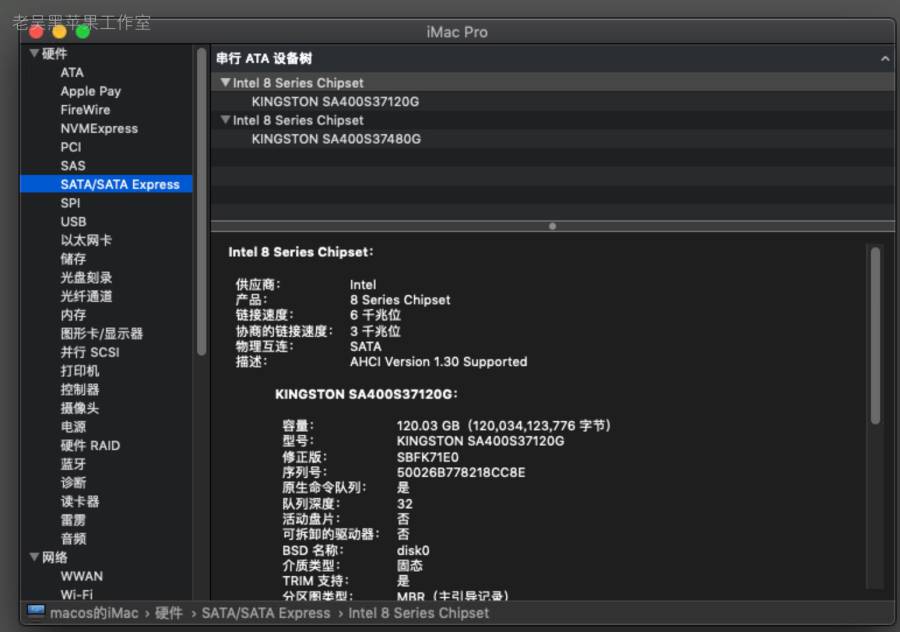 老吴黑苹果工作室
iMac Pro
硬件
ATA
Apple Pay
FireWire
NVMExpress
PCI
SAS
SATA/SATA Express
SPI
USB
以太网卡
储存
光盘刻录
光纤通道
内存
图形卡/显示器
并行 SCSI
打印机
控制器
摄像头
电源
硬件 RAID
蓝牙
诊断
读卡器
雷雳
音频
网络
WWAN
Wi-Fi
串行 ATA 设备树
Intel 8 Series Chipset
KINGSTON SA400S37120G
Intel 8 Series Chipset
KINGSTON SA400S37480G
Intel 8 Series Chipset：
供应商： Intel
产品： 8 Series Chipset
链接速度： 6 千兆位
协商的链接速度： 3 千兆位
物理互连： SATA
描述： AHCI Version 1.30 Supported
KINGSTON SA400S37120G：
容量： 120.03 GB（120,034,123,776 字节）
型号： KINGSTON SA400S37120G
修正版： SBFK71E0
序列号： 50026B778218CC8E
原生命令队列： 是
队列深度： 32
活动盘片： 否
可拆卸的驱动器： 否
BSD 名称： disk0
介质类型： 固态
TRIM 支持： 是
分区图类型： MBR（主引导记录）
macos的iMac › 硬件 › SATA/SATA Express › Intel 8 Series Chipset